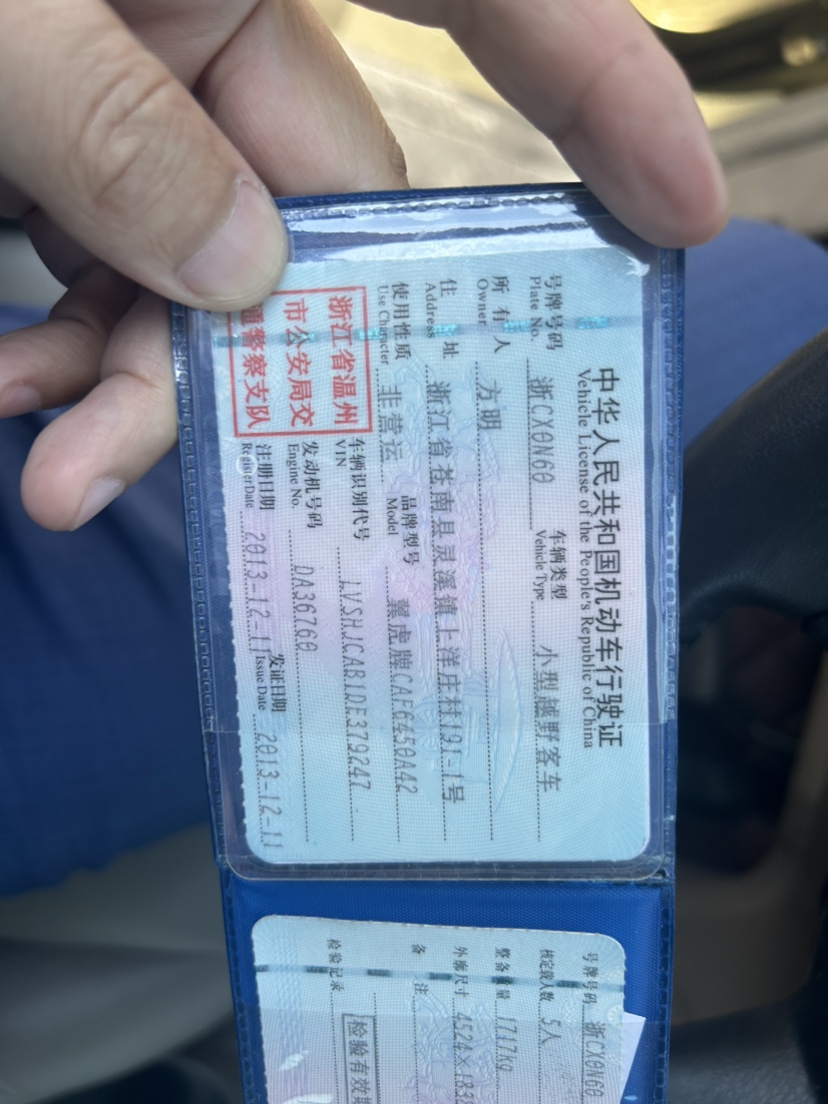 中华人民共和国机动车行驶证
Vehicle License of the People's Republic of China
号牌号码 浙CX0N60 车辆类型 小型越野客车
Plate No. Vehicle Type
所有人 方明
Owner
住址 浙江省苍南县灵溪镇上洋庄村191-1号
Address
使用性质 非营运 品牌型号 翼虎牌CAF6450A42
Use Character Model
浙江省温州
市公安局交
通警察支队
车辆识别代号 LVSHJCAB1DE379247
VIN
发动机号码 DA36760
Engine No.
注册日期 2013-12-11 发证日期 2013-12-11
Register Date Issue Date
号牌号码 浙CX0N60
核定载人数 5人
整备质量 1717kg
外廓尺寸 4524×1838
备注
检验记录
检验有效期